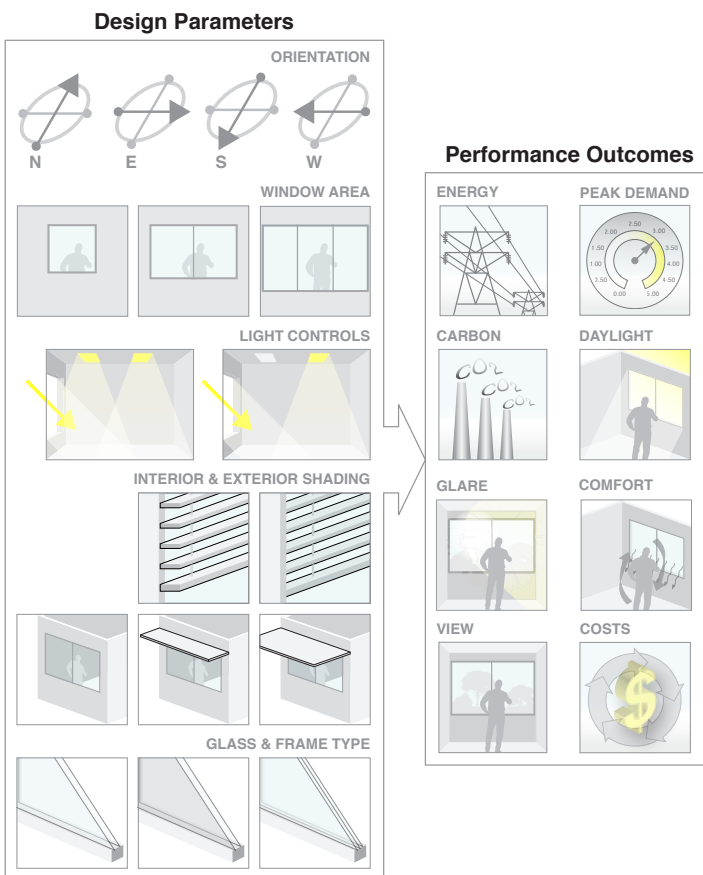 Design Parameters
ORIENTATION
N E S W
WINDOW AREA
LIGHT CONTROLS
INTERIOR & EXTERIOR SHADING
GLASS & FRAME TYPE
Performance Outcomes
ENERGY
PEAK DEMAND
0.00 0.50 1.00 1.50 2.00 2.50 3.00 3.50 4.00 4.50 5.00
CARBON
CO2
CO2
CO2
DAYLIGHT
GLARE
COMFORT
VIEW
COSTS
$